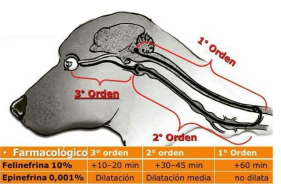 1° Orden
3° Orden
2° Orden
• Farmacológico 3° orden 2° orden 1° Orden
Felinefrina 10% +10-20 min +30-45 min +60 min
Epinefrina 0,001% Dilatación Dilatación media no dilata